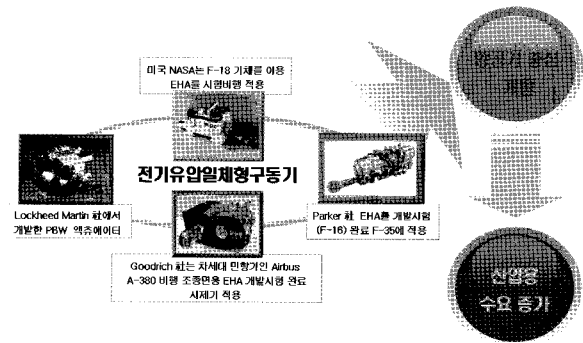 미국 NASA는 F-18 기체를 이용
EHA를 시험비행 적용
전기유압일체형구동기
Lockheed Martin 社에서
개발한 PBW 액츄에이터
Parker 社 EHA를 개발시험
(F-16) 완료 F-35에 적용
Goodrich 社는 차세대 민항기인 Airbus
A-380 비행 조종면용 EHA 개발시험 완료
시제기 적용
개발
산업용
수요 증가